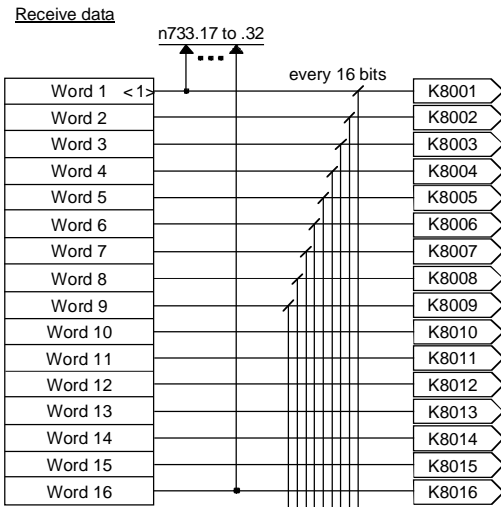 Receive data
n733.17 to .32
every 16 bits
Word 1 <1> K8001
Word 2 K8002
Word 3 K8003
Word 4 K8004
Word 5 K8005
Word 6 K8006
Word 7 K8007
Word 8 K8008
Word 9 K8009
Word 10 K8010
Word 11 K8011
Word 12 K8012
Word 13 K8013
Word 14 K8014
Word 15 K8015
Word 16 K8016